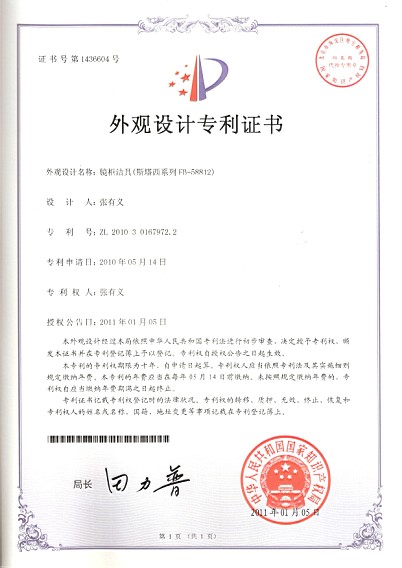 证书号第1436604号
外观设计专利证书
外观设计名称：镜柜洁具(斯塔西系列 FB-58812)
设计人：张有义
专利号：ZL 2010 3 0167972.2
专利申请日：2010年05月14日
专利权人：张有义
授权公告日：2011年01月05日
本外观设计经过本局依照中华人民共和国专利法进行初步审查，决定授予专利权，颁
发本证书并在专利登记簿上予以登记。专利权自授权公告之日起生效。
本专利的专利权期限为十年，自申请日起算。专利权人应当依照专利法及其实施细则
规定缴纳年费。本专利的年费应当在每年05月14日前缴纳。未按照规定缴纳年费的，专
利权自应当缴纳年费期满之日起终止。
专利证书记载专利权登记时的法律状况。专利权的转移、质押、无效、终止、恢复和
专利权人的姓名或名称、国籍、地址变更等事项记载在专利登记簿上。
局长
田力普
中华人民共和国国家知识产权局
2011年01月05日
第1页(共1页)